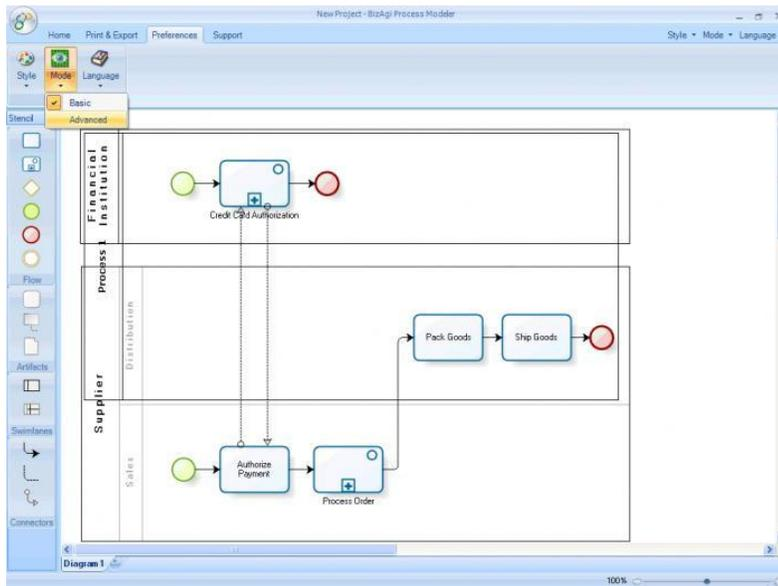 New Project - BizAgi Process Modeler
Home Print & Export Preferences Support
Style Mode Language
Style Mode Language
Basic
Advanced
Stencil
Financial Institution
Credit Card Authorization
Process 1
Flow
Distribution
Pack Goods
Ship Goods
Artifacts
Supplier
Swimlanes
Sales
Authorize
Payment
Process Order
Connectors
Diagram 1
100%